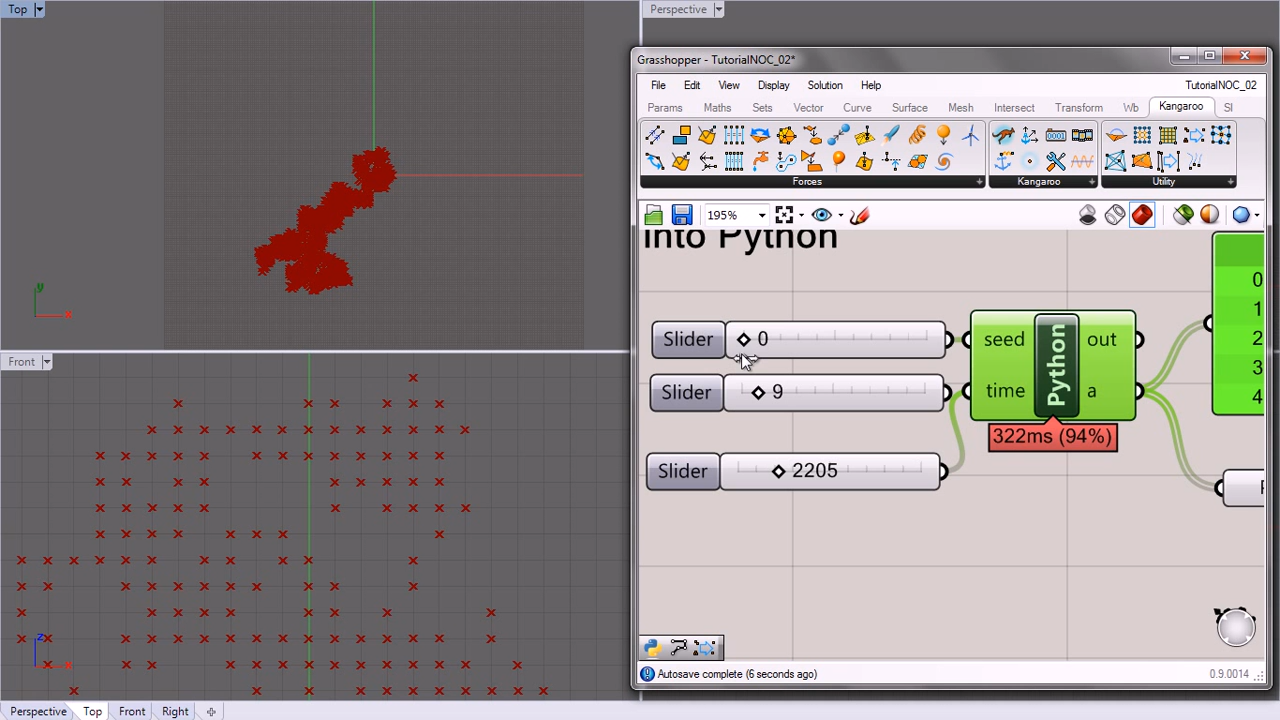 Top
Perspective
Grasshopper - TutorialNOC_02*
File Edit View Display Solution Help TutorialNOC_02
Params Maths Sets Vector Curve Surface Mesh Intersect Transform Wb Kangaroo SI
Forces Kangaroo Utility
195%
into Python
Slider 0
Slider 9
Slider 2205
seed out
time a
Python
322ms (94%)
0
1
2
3
4
y
x
Front
z
x
Autosave complete (6 seconds ago) 0.9.0014
Perspective Top Front Right